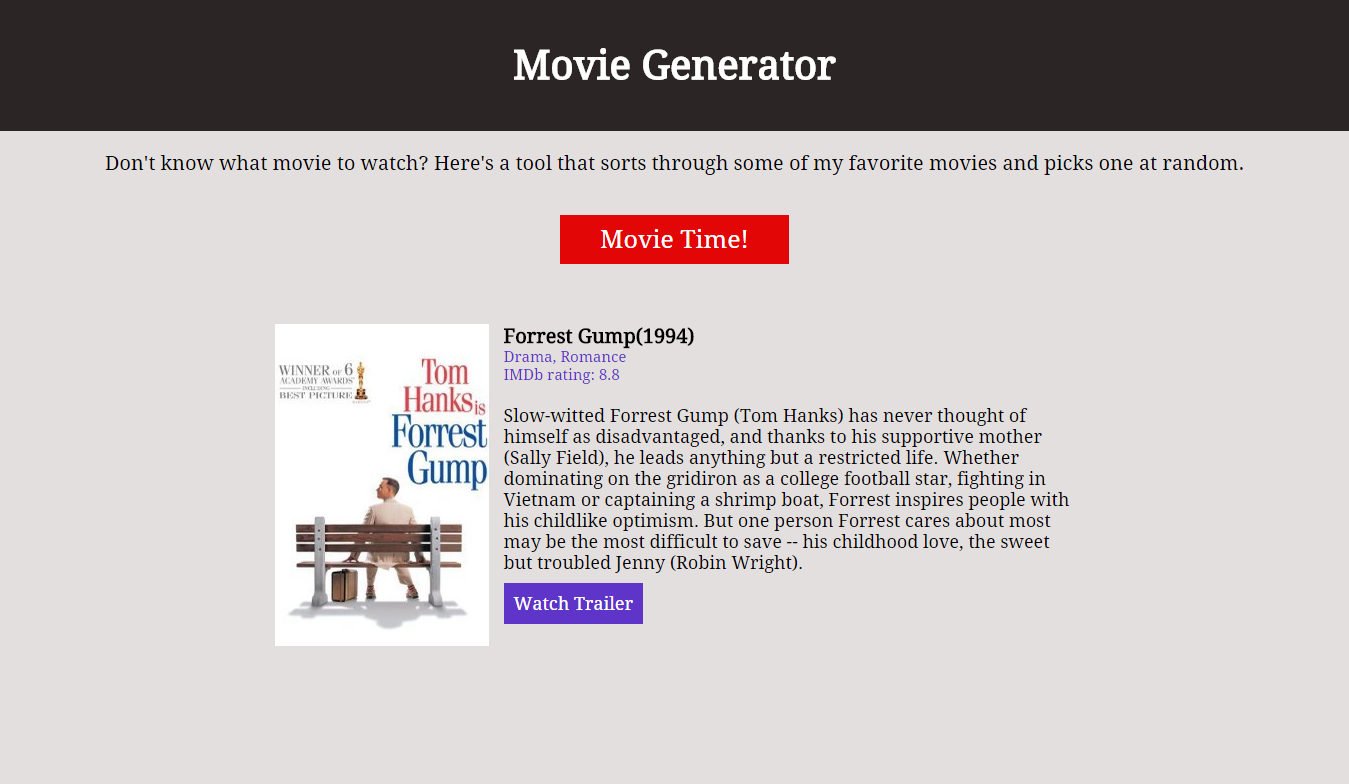 Movie Generator
Don't know what movie to watch? Here's a tool that sorts through some of my favorite movies and picks one at random.
Movie Time!
WINNER OF 6
ACADEMY AWARDS
INCLUDING
BEST PICTURE
Tom
Hanks is
Forrest
Gump
Forrest Gump(1994)
Drama, Romance
IMDb rating: 8.8
Slow-witted Forrest Gump (Tom Hanks) has never thought of
himself as disadvantaged, and thanks to his supportive mother
(Sally Field), he leads anything but a restricted life. Whether
dominating on the gridiron as a college football star, fighting in
Vietnam or captaining a shrimp boat, Forrest inspires people with
his childlike optimism. But one person Forrest cares about most
may be the most difficult to save -- his childhood love, the sweet
but troubled Jenny (Robin Wright).
Watch Trailer